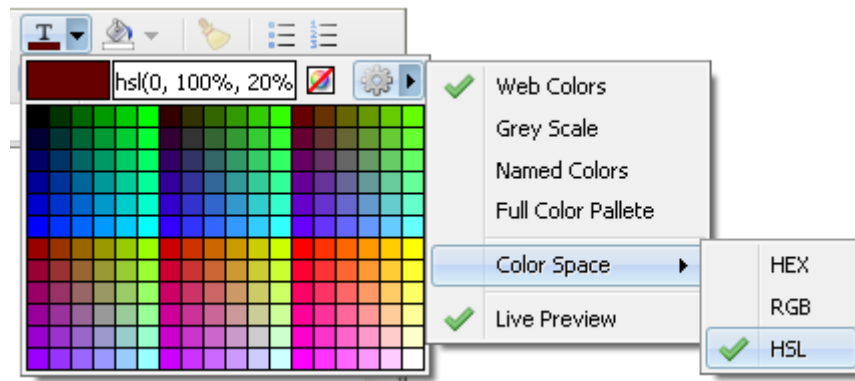 T
hsl(0, 100%, 20%
Web Colors
Grey Scale
Named Colors
Full Color Pallete
Color Space
Live Preview
HEX
RGB
HSL